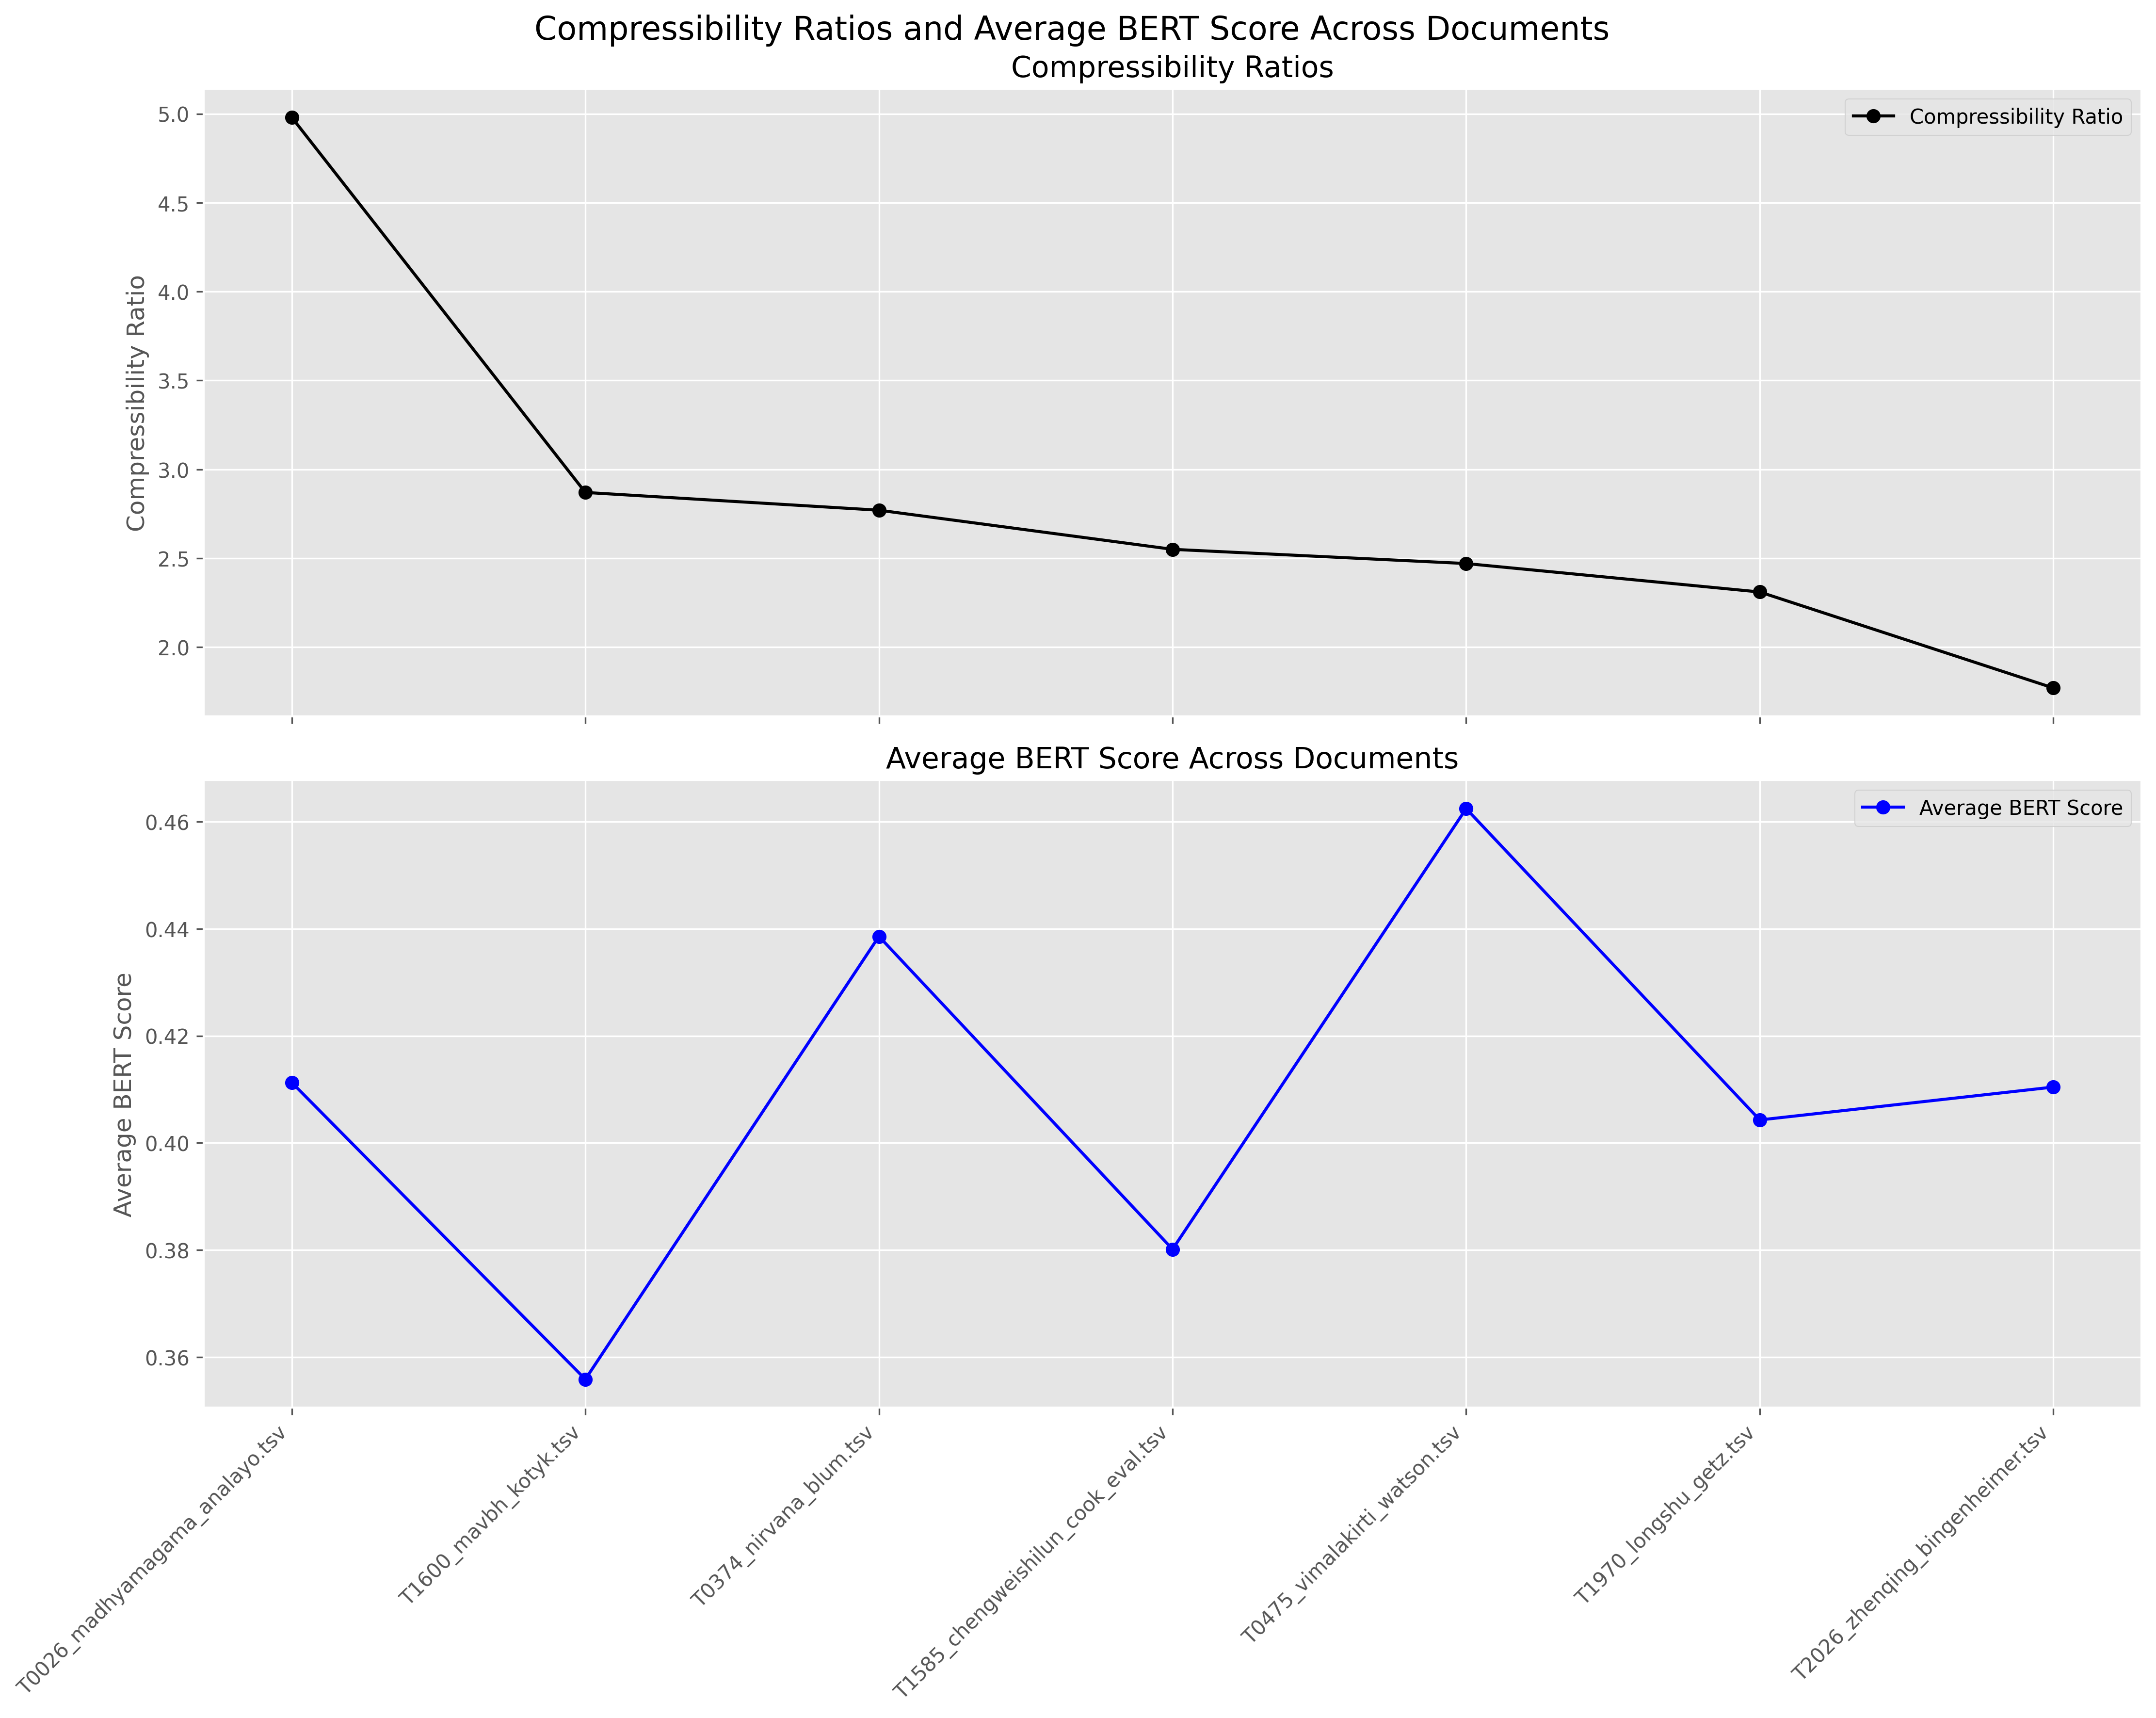 Compressibility Ratios and Average BERT Score Across Documents
Compressibility Ratios
Compressibility Ratio
5.0
4.5
4.0
3.5
3.0
2.5
2.0
Compressibility Ratio
Average BERT Score Across Documents
Average BERT Score
0.46
0.44
0.42
0.40
0.38
0.36
Average BERT Score
T0026_madhyamagama_analayo.tsv
T1600_mavbh_kotyk.tsv
T0374_nirvana_blum.tsv
T1585_chengweishilun_cook_eval.tsv
T0475_vimalakirti_watson.tsv
T1970_longshu_getz.tsv
T2026_zhenqing_bingenheimer.tsv